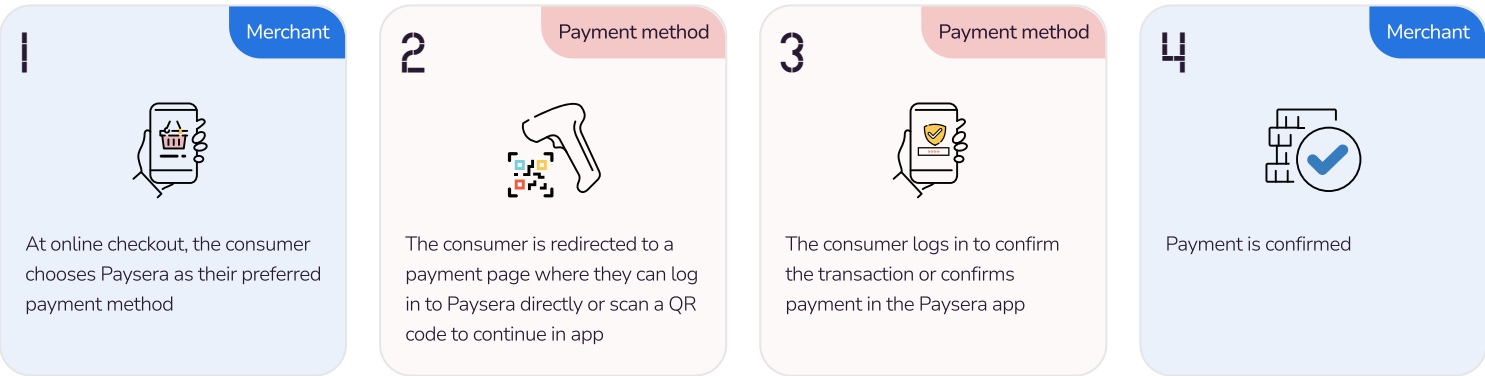 1
Merchant
At online checkout, the consumer
chooses Paysera as their preferred
payment method
2
Payment method
The consumer is redirected to a
payment page where they can log
in to Paysera directly or scan a QR
code to continue in app
3
Payment method
The consumer logs in to confirm
the transaction or confirms
payment in the Paysera app
4
Merchant
Payment is confirmed